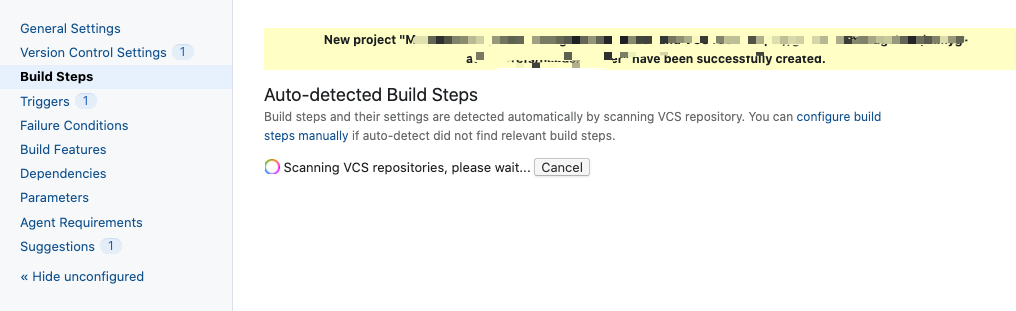 General Settings
Version Control Settings 1
Build Steps
Triggers 1
Failure Conditions
Build Features
Dependencies
Parameters
Agent Requirements
Suggestions 1
« Hide unconfigured
New project "M
have been successfully created.
Auto-detected Build Steps
Build steps and their settings are detected automatically by scanning VCS repository. You can configure build
steps manually if auto-detect did not find relevant build steps.
Scanning VCS repositories, please wait... Cancel